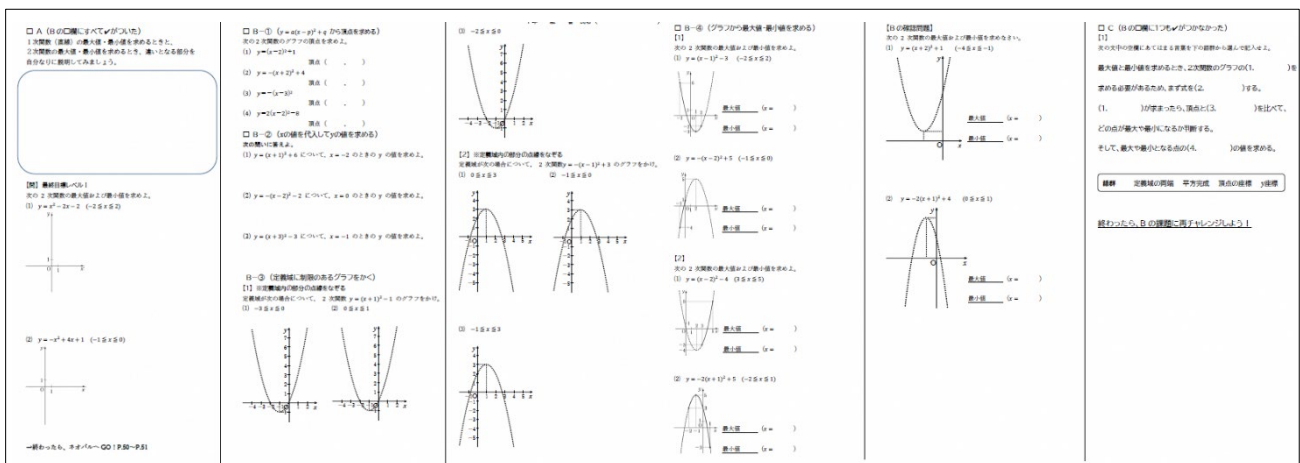 □ A (Bの□欄にすべて✔がついた)
1次関数(直線)の最大値・最小値を求めるときと、
2次関数の最大値・最小値を求めるとき、違いとなる部分を
自分なりに説明してみましょう。
【問】最終目標レベル!
次の 2 次関数の最大値および最小値を求めよ。
(1) y=x²−2x−2 (−2≦x≦2)
(2) y=−x²+4x+1 (−1≦x≦0)
→終わったら、ネオパルへ GO!P.50~P.51
□ B-① (y=a(x−p)²+q から頂点を求める)
次の2次関数のグラフの頂点を求めよ。
(1) y=(x−2)²−1
頂点( , )
(2) y=−(x+2)²+4
頂点( , )
(3) y=−(x−3)²
頂点( , )
(4) y=2(x−2)²−8
頂点( , )
□ B-② (xの値を代入してyの値を求める)
次の問いに答えよ。
(1) y=(x+1)²+6 について、x=−2 のときの y の値を求めよ。
(2) y=−(x−2)²−2 について、x=0 のときの y の値を求めよ。
(3) y=(x+3)²−3 について、x=−1 のときの y の値を求めよ。
B-③ (定義域に制限のあるグラフをかく)
【1】※定義域内の部分の点線をなぞる
定義域が次の場合について、2 次関数 y=(x+1)²−1 のグラフをかけ。
(1) −3≦x≦0 (2) 0≦x≦1
(3) −2≦x≦0
【2】※定義域内の部分の点線をなぞる
定義域が次の場合について、2 次関数y=−(x−1)²+3 のグラフをかけ。
(1) 0≦x≦3 (2) −1≦x≦0
(3) −1≦x≦3
□ B-④ (グラフから最大値・最小値を求める)
【1】
次の 2 次関数の最大値および最小値を求めよ。
(1) y=(x−1)²−3 (−2≦x≦2)
最大値 (x= )
最小値 (x= )
(2) y=−(x−2)²+5 (−1≦x≦0)
最大値 (x= )
最小値 (x= )
【2】
次の 2 次関数の最大値および最小値を求めよ。
(1) y=(x−2)²−4 (3≦x≦5)
最大値 (x= )
最小値 (x= )
(2) y=−2(x+1)²+5 (−2≦x≦1)
最大値 (x= )
最小値 (x= )
【Bの確認問題】
次の 2 次関数の最大値および最小値を求めなさい。
(1) y=(x+2)²+1 (−4≦x≦−1)
最大値 (x= )
最小値 (x= )
(2) y=−2(x+1)²+4 (0≦x≦1)
最大値 (x= )
最小値 (x= )
□ C (Bの□欄に1つも✔がつかなかった)
【1】
次の文中の空欄にあてはまる言葉を下の語群から選んで記入せよ。
最大値と最小値を求めるとき、2次関数のグラフの(1. )を
求める必要があるため、まず式を(2. )する。
(1. )が求まったら、頂点と(3. )を比べて、
どの点が最大や最小になるか判断する。
そして、最大や最小となる点の(4. )の値を求める。
語群 定義域の両端 平方完成 頂点の座標 y座標
終わったら、Bの課題に再チャレンジしよう!